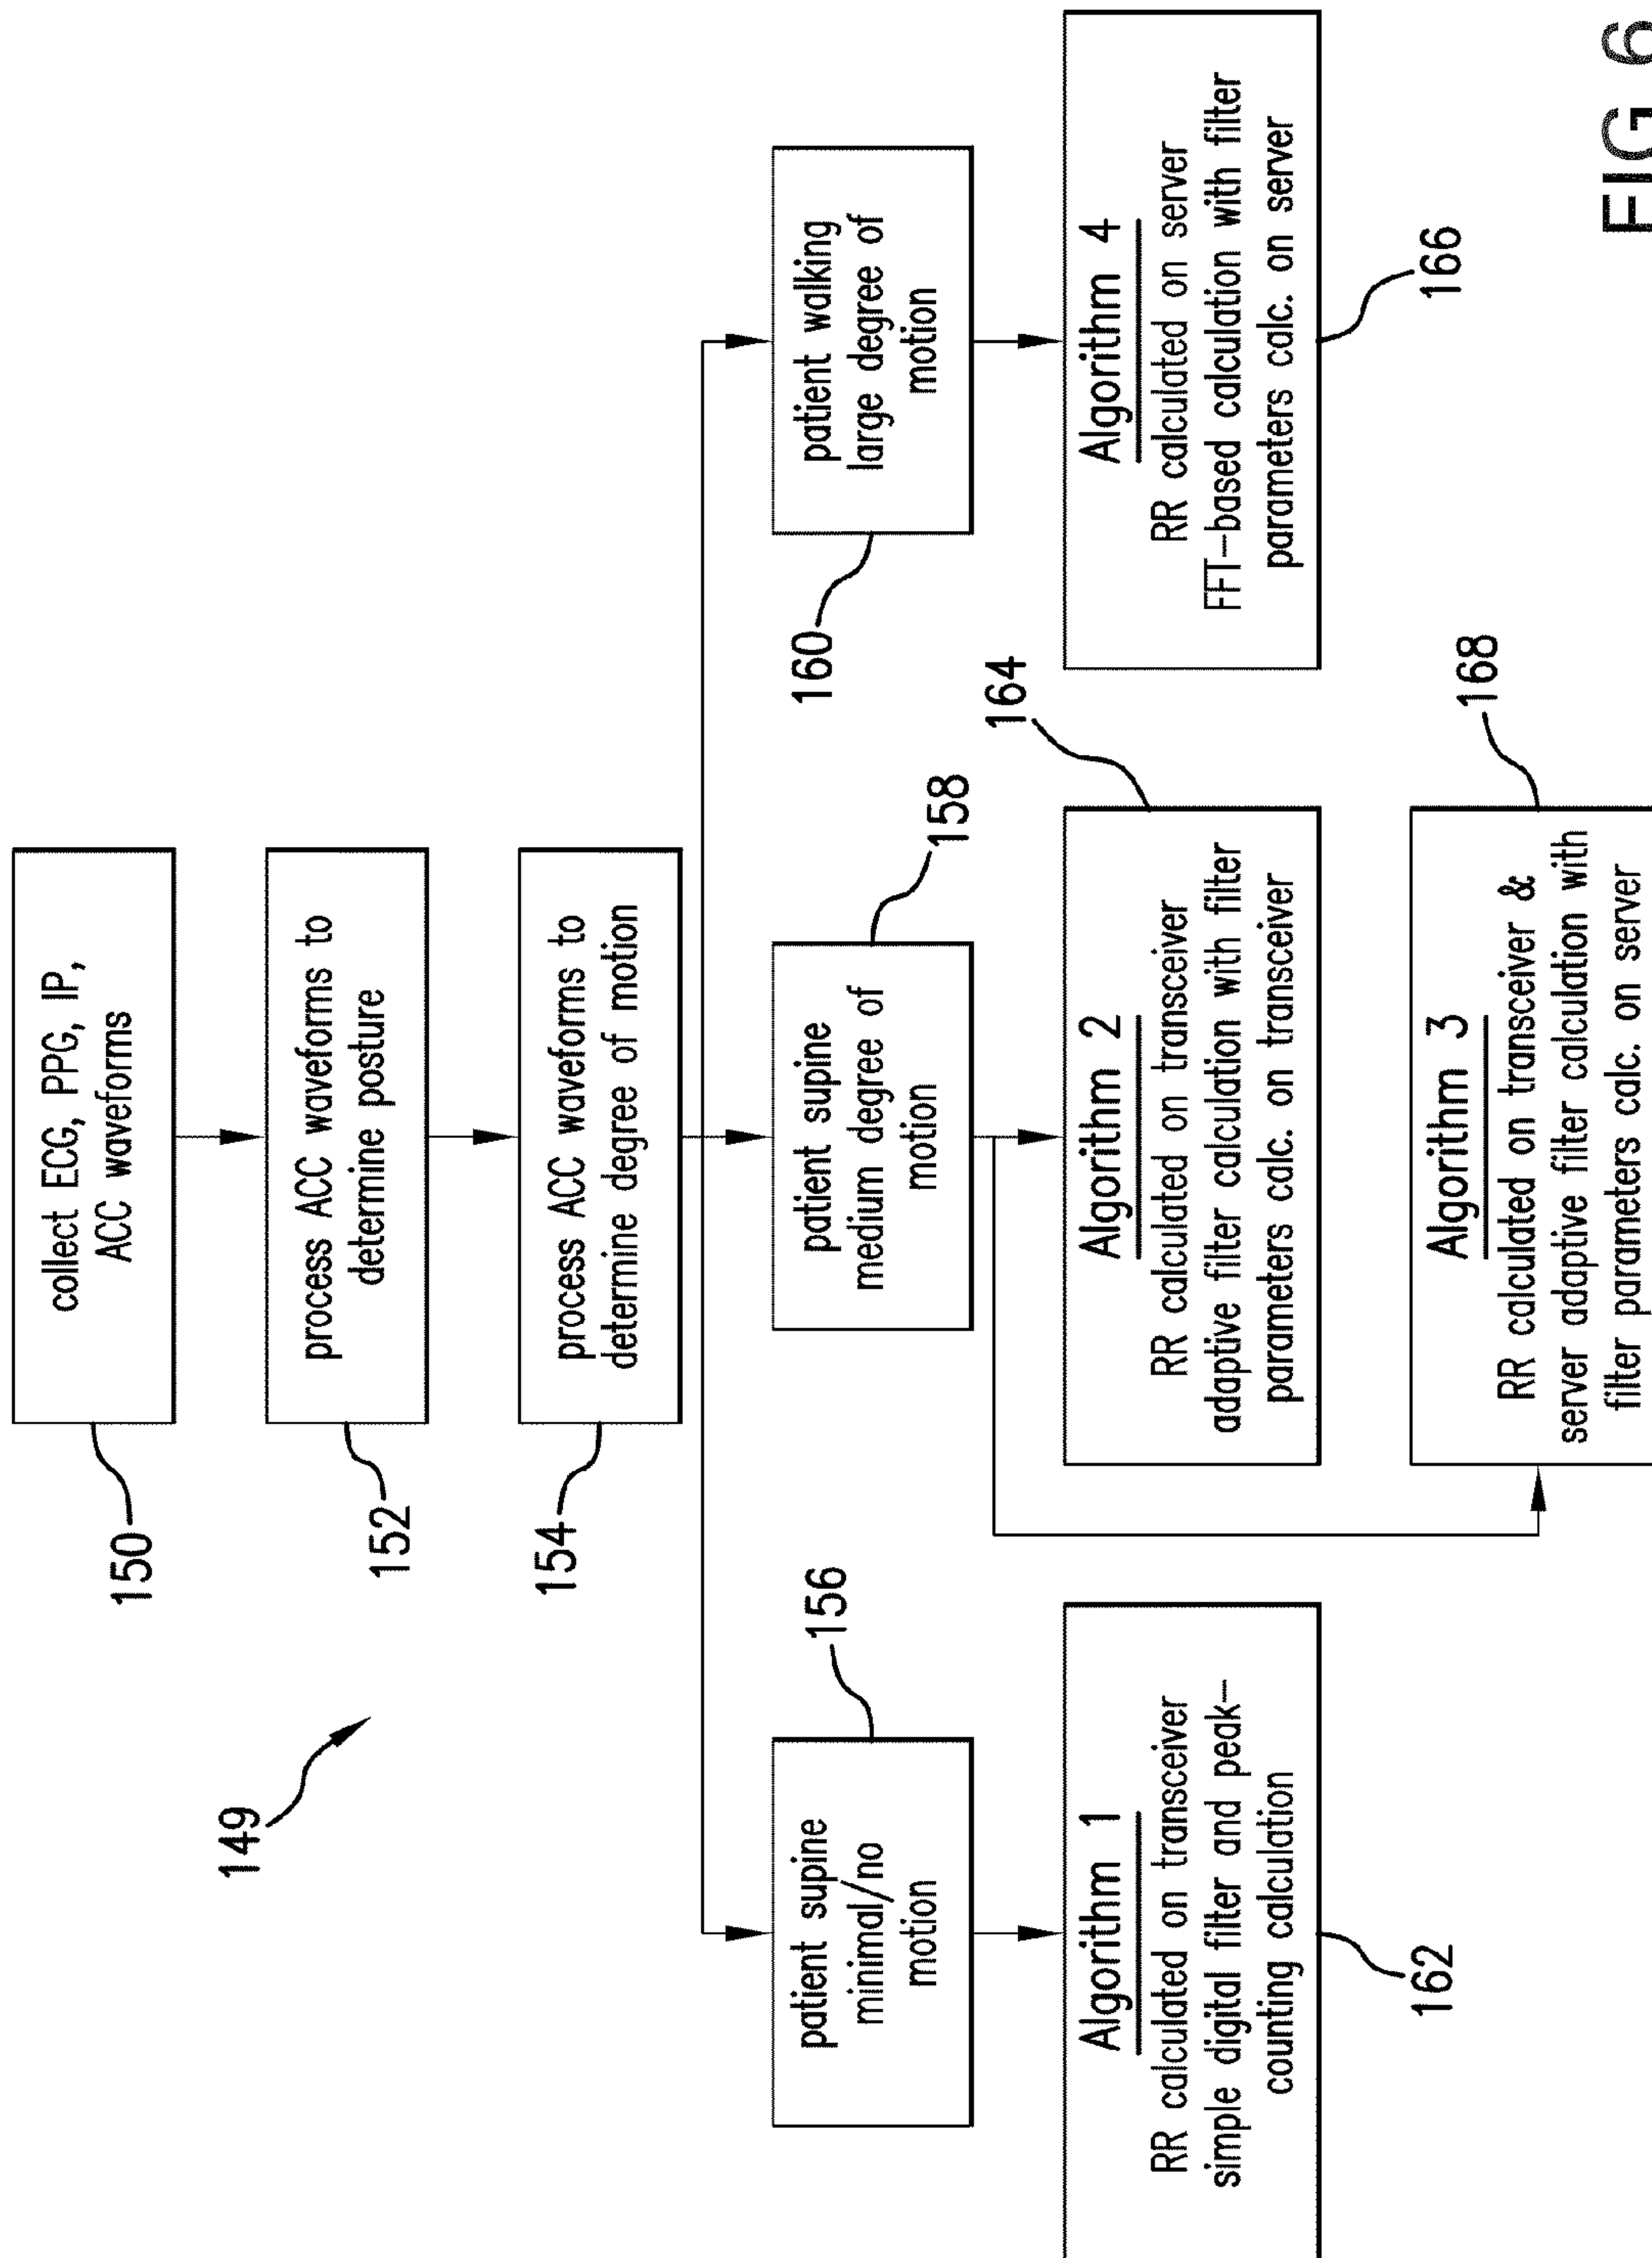 149
collect ECG, PPG, IP,
ACC waveforms
150
process ACC waveforms to
determine posture
152
process ACC waveforms to
determine degree of motion
154
patient supine
minimal/no
motion
156
patient supine
medium degree of
motion
158
patient walking
large degree of
motion
160
Algorithm 1
RR calculated on transceiver
simple digital filter and peak–
counting calculation
162
Algorithm 2
RR calculated on transceiver
adaptive filter calculation with filter
parameters calc. on transceiver
164
Algorithm 4
RR calculated on server
FFT–based calculation with filter
parameters calc. on server
166
Algorithm 3
RR calculated on transceiver &
server adaptive filter calculation with
filter parameters calc. on server
168
FIG 6